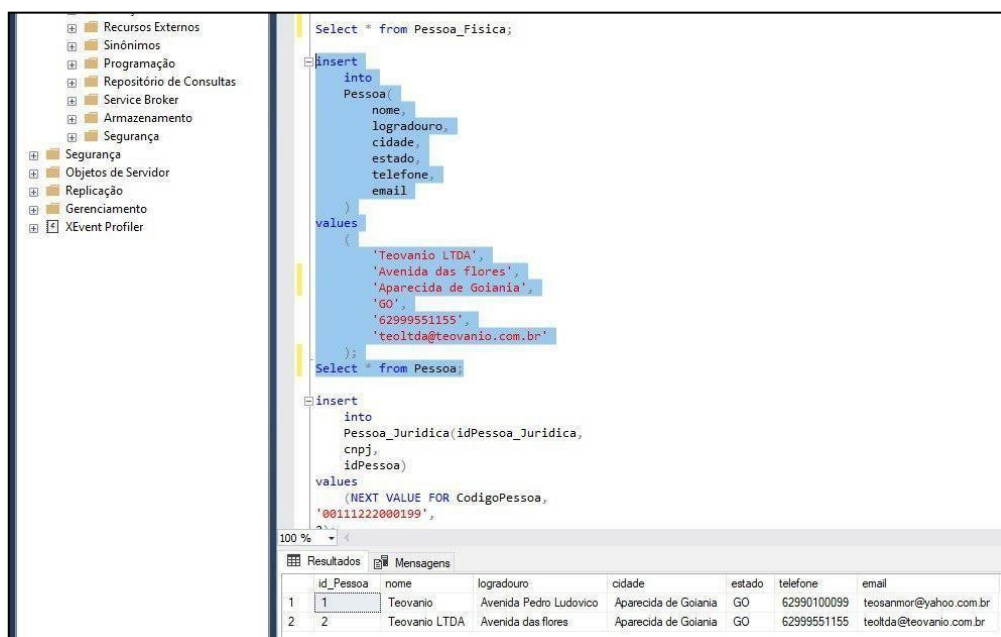 Recursos Externos
Sinônimos
Programação
Repositório de Consultas
Service Broker
Armazenamento
Segurança
Segurança
Objetos de Servidor
Replicação
Gerenciamento
XEvent Profiler
Select * from Pessoa_Fisica;
insert
into
Pessoa(
nome,
logradouro,
cidade,
estado,
telefone,
email
)
values
(
'Teovanio LTDA',
'Avenida das flores',
'Aparecida de Goiania',
'GO',
'62999551155',
'teoltda@teovanio.com.br'
);
Select * from Pessoa;
insert
into
Pessoa_Juridica(idPessoa_Juridica,
cnpj,
idPessoa)
values
(NEXT VALUE FOR CodigoPessoa,
'00111222000199',
100 %
Resultados Mensagens
id_Pessoa nome logradouro cidade estado telefone email
1 1 Teovanio Avenida Pedro Ludovico Aparecida de Goiania GO 62990100099 teosanmor@yahoo.com.br
2 2 Teovanio LTDA Avenida das flores Aparecida de Goiania GO 62999551155 teoltda@teovanio.com.br